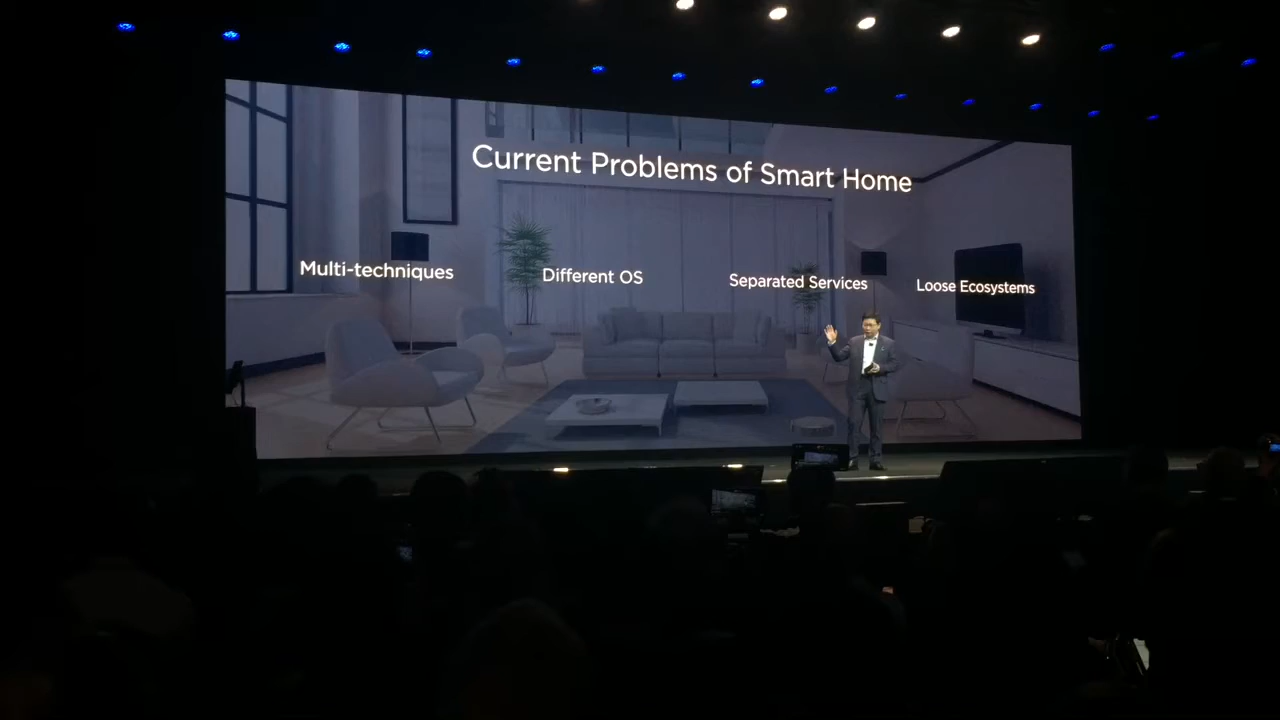 Current Problems of Smart Home
Multi-techniques
Different OS
Separated Services
Loose Ecosystems